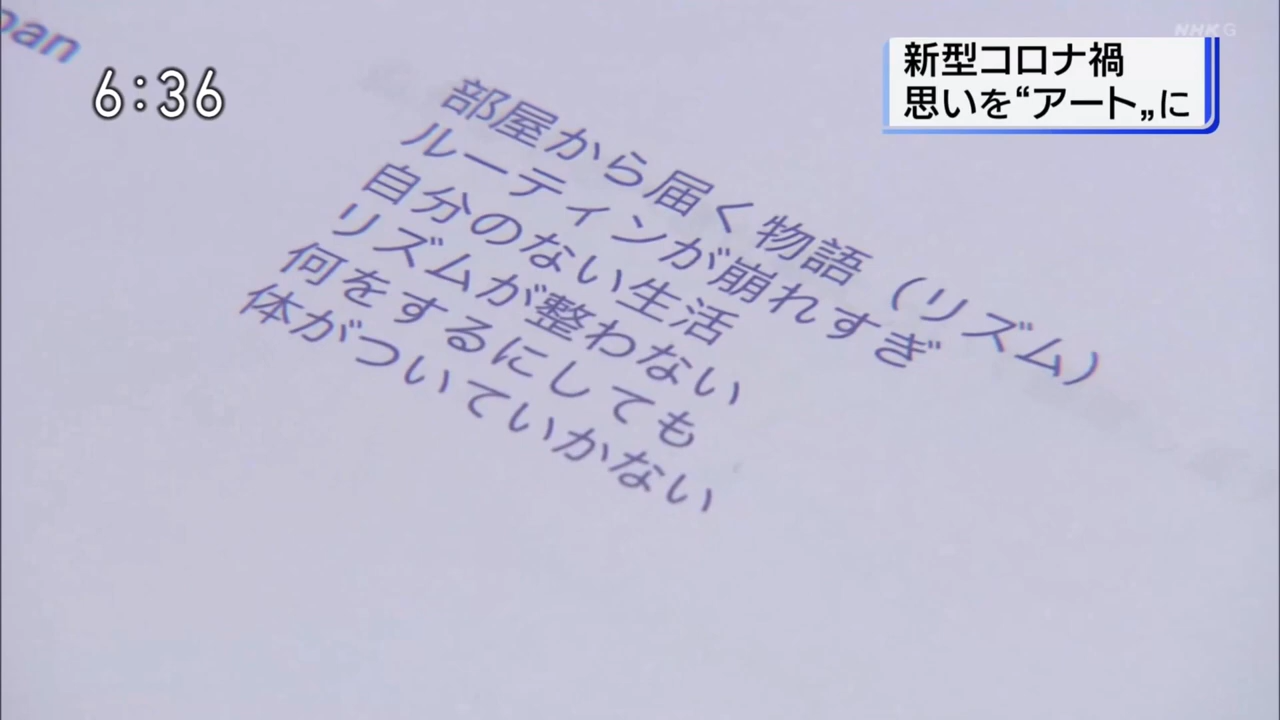 pan
6:36
NHK G
新型コロナ禍
思いを“アート„に
部屋から届く物語（リズム）
ルーティンが崩れすぎ
自分のない生活
リズムが整わない
何をするにしても
体がついていかない